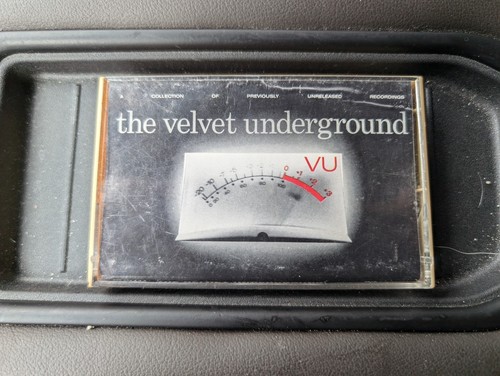 A COLLECTION OF PREVIOUSLY UNRELEASED RECORDINGS
the velvet underground
VU